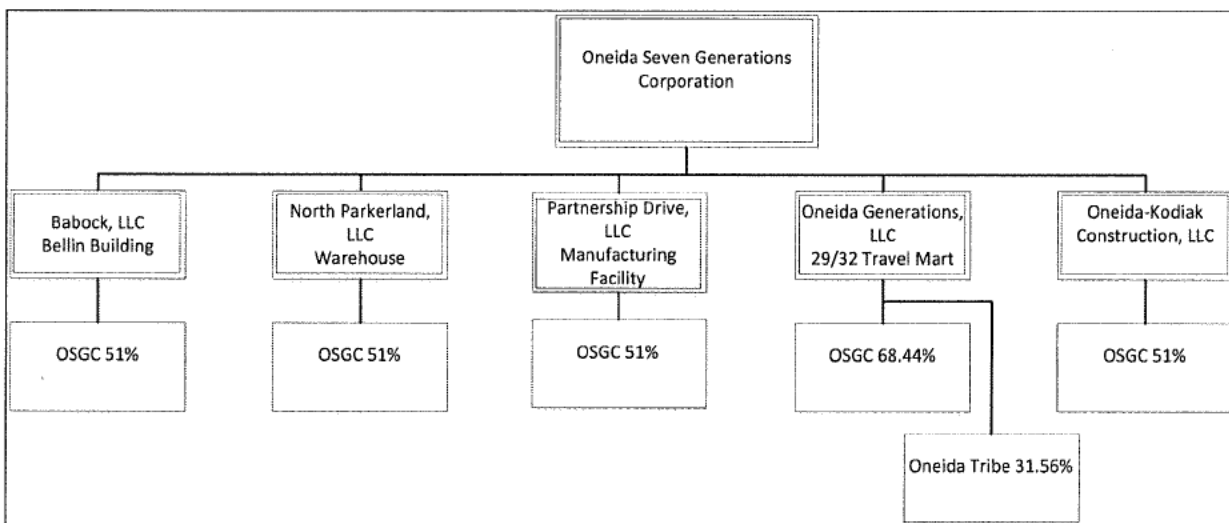 Oneida Seven Generations
Corporation
Babock, LLC
Bellin Building
North Parkerland,
LLC
Warehouse
Partnership Drive,
LLC
Manufacturing
Facility
Oneida Generations,
LLC
29/32 Travel Mart
Oneida-Kodiak
Construction, LLC
OSGC 51%
OSGC 51%
OSGC 51%
OSGC 68.44%
OSGC 51%
Oneida Tribe 31.56%